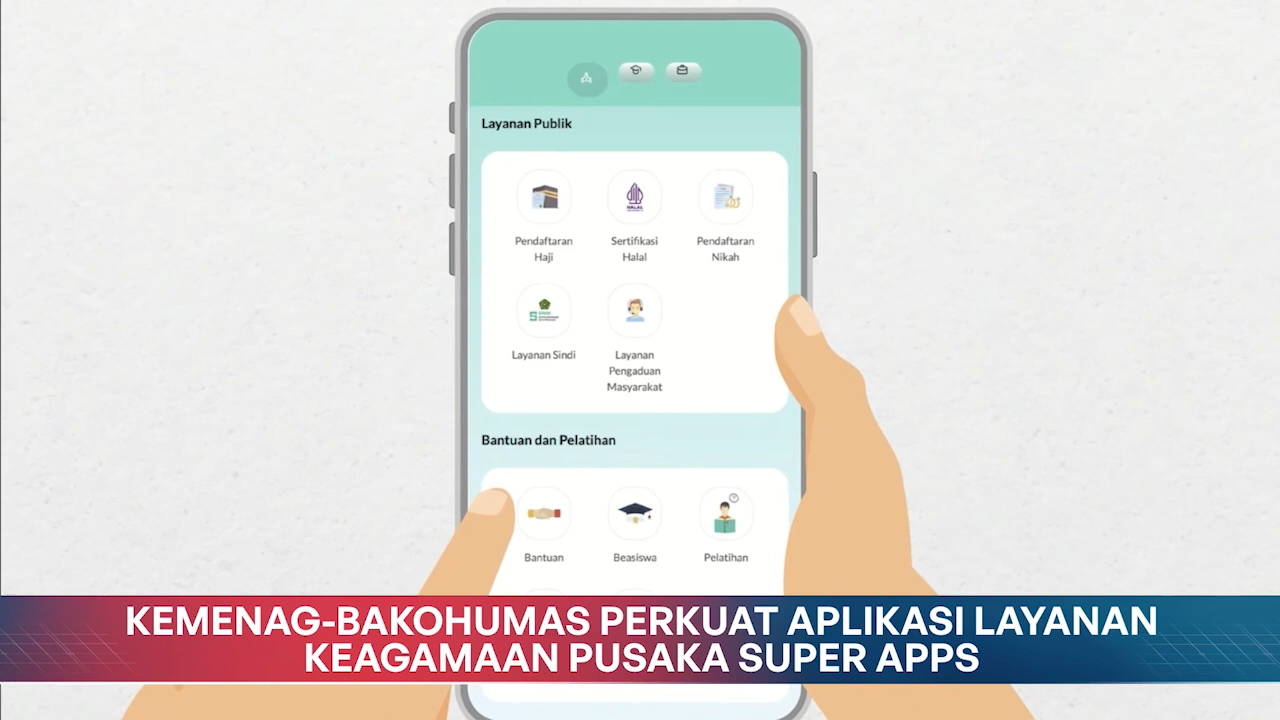 Layanan Publik
Pendaftaran
Haji
HALAL
Sertifikasi
Halal
Pendaftaran
Nikah
Layanan Sindi
Layanan
Pengaduan
Masyarakat
Bantuan dan Pelatihan
Bantuan
Beasiswa
Pelatihan
KEMENAG-BAKOHUMAS PERKUAT APLIKASI LAYANAN
KEAGAMAAN PUSAKA SUPER APPS